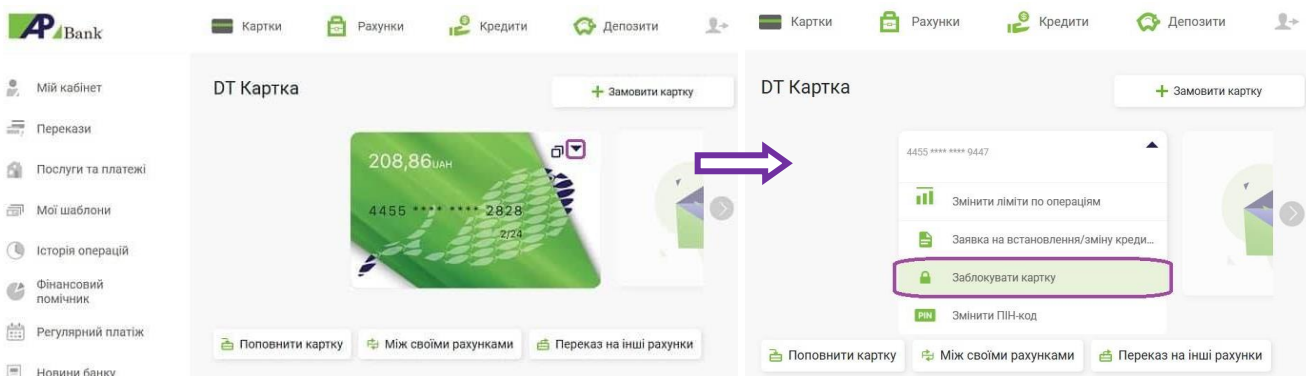 AP Bank
Картки
Рахунки
Кредити
Депозити
Мій кабінет
Перекази
Послуги та платежі
Мої шаблони
Історія операцій
Фінансовий
помічник
Регулярний платіж
Новини банку
DT Картка
Замовити картку
208,86 UAH
4455 **** **** 2828
2/24
Поповнити картку
Між своїми рахунками
Переказ на інші рахунки
Картки
Рахунки
Кредити
Депозити
DT Картка
Замовити картку
4455 **** **** 9447
Змінити ліміти по операціям
Заявка на встановлення/зміну креди...
Заблокувати картку
PIN Змінити ПІН-код
Поповнити картку
Між своїми рахунками
Переказ на інші рахунки